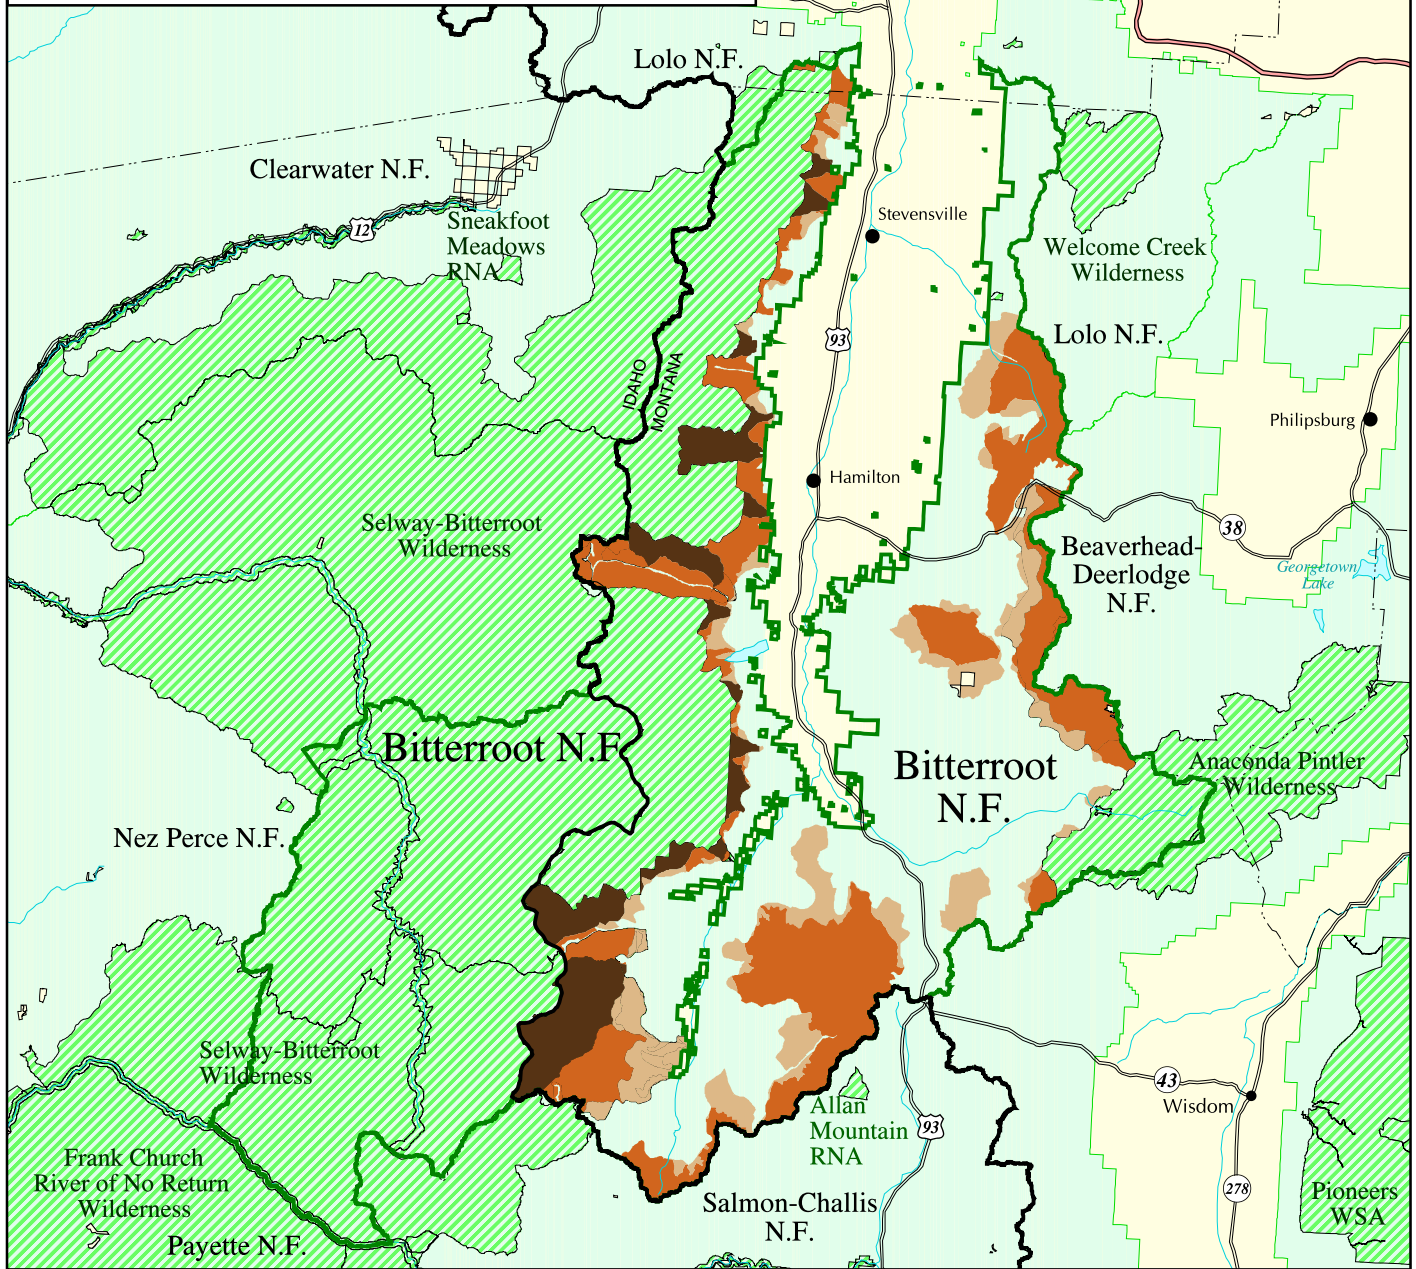 Lolo N.F.
Clearwater N.F.
12
Sneakfoot
Meadows
RNA
Stevensville
Welcome Creek
Wilderness
Lolo N.F.
93
IDAHO
MONTANA
Philipsburg
Hamilton
Selway-Bitterroot
Wilderness
38
Beaverhead-
Deerlodge
N.F.
Georgetown
Lake
Bitterroot N.F.
Bitterroot
N.F.
Anaconda Pintler
Wilderness
Nez Perce N.F.
Selway-Bitterroot
Wilderness
43
Wisdom
Allan
Mountain
RNA
93
Frank Church
River of No Return
Wilderness
Salmon-Challis
N.F.
278
Pioneers
WSA
Payette N.F.